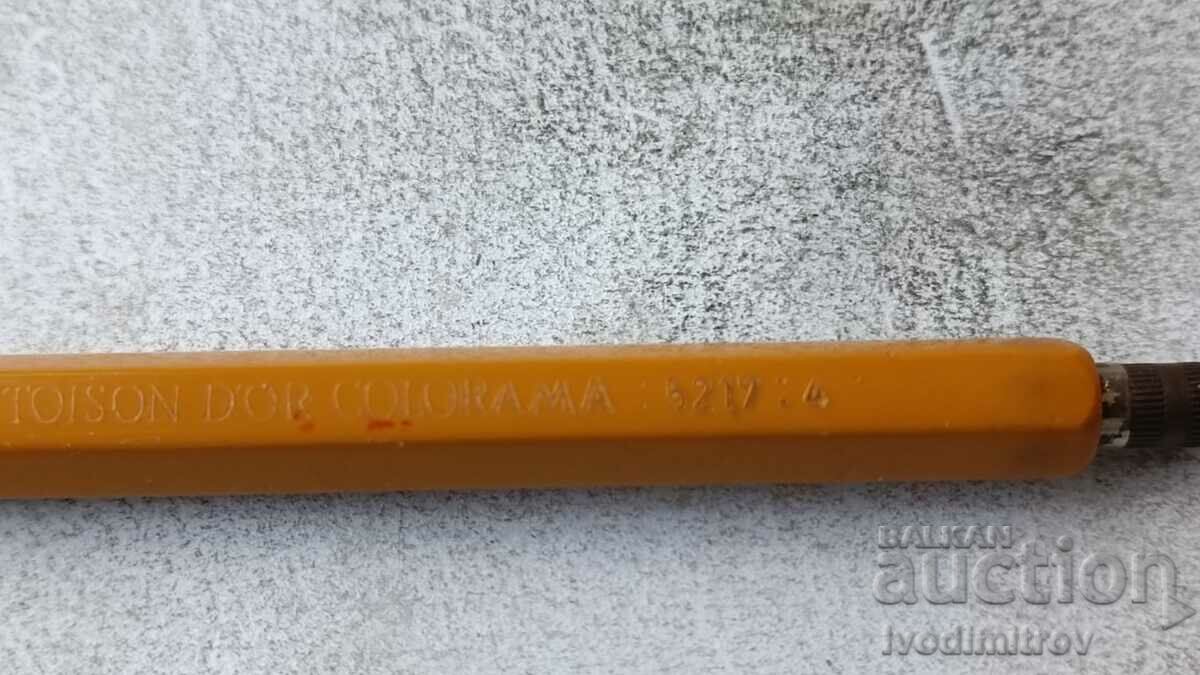 TOISON D'OR COLORAMA : 5217 : 4
BALKAN
auction
ivodimitrov